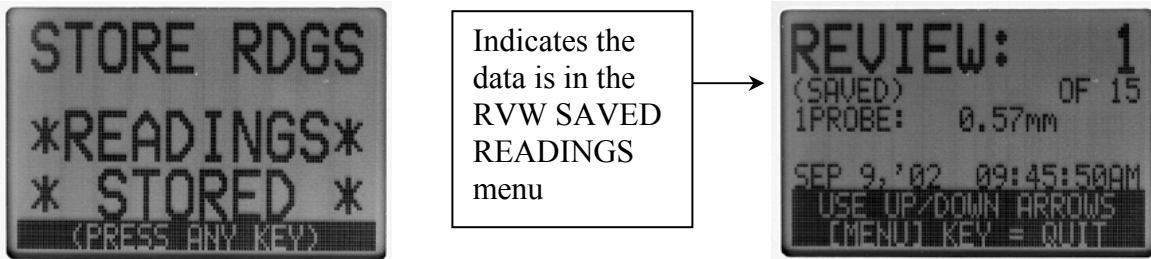 STORE RDGS
*READINGS*
* STORED *
(PRESS ANY KEY)
Indicates the
data is in the
RVW SAVED
READINGS
menu
REVIEW: 1
(SAVED) OF 15
1PROBE: 0.57mm
SEP 9,'02 09:45:50AM
USE UP/DOWN ARROWS
[MENU] KEY = QUIT